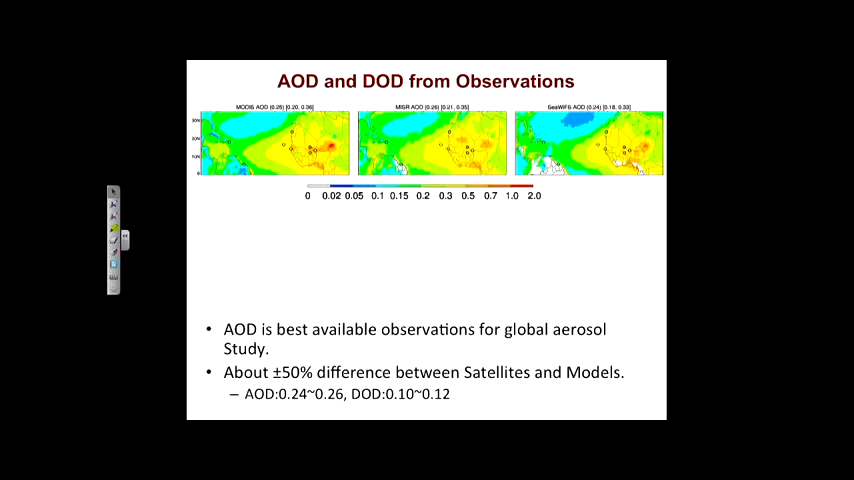 AOD and DOD from Observations
MODIS AOD (0.25) [0.20, 0.36]
MISR AOD (0.26) [0.21, 0.35]
SeaWiFS AOD (0.24) [0.18, 0.33]
30N
20N
10N
0
0 0.02 0.05 0.1 0.15 0.2 0.3 0.5 0.7 1.0 2.0
• AOD is best available observations for global aerosol
Study.
• About ±50% difference between Satellites and Models.
– AOD:0.24~0.26, DOD:0.10~0.12